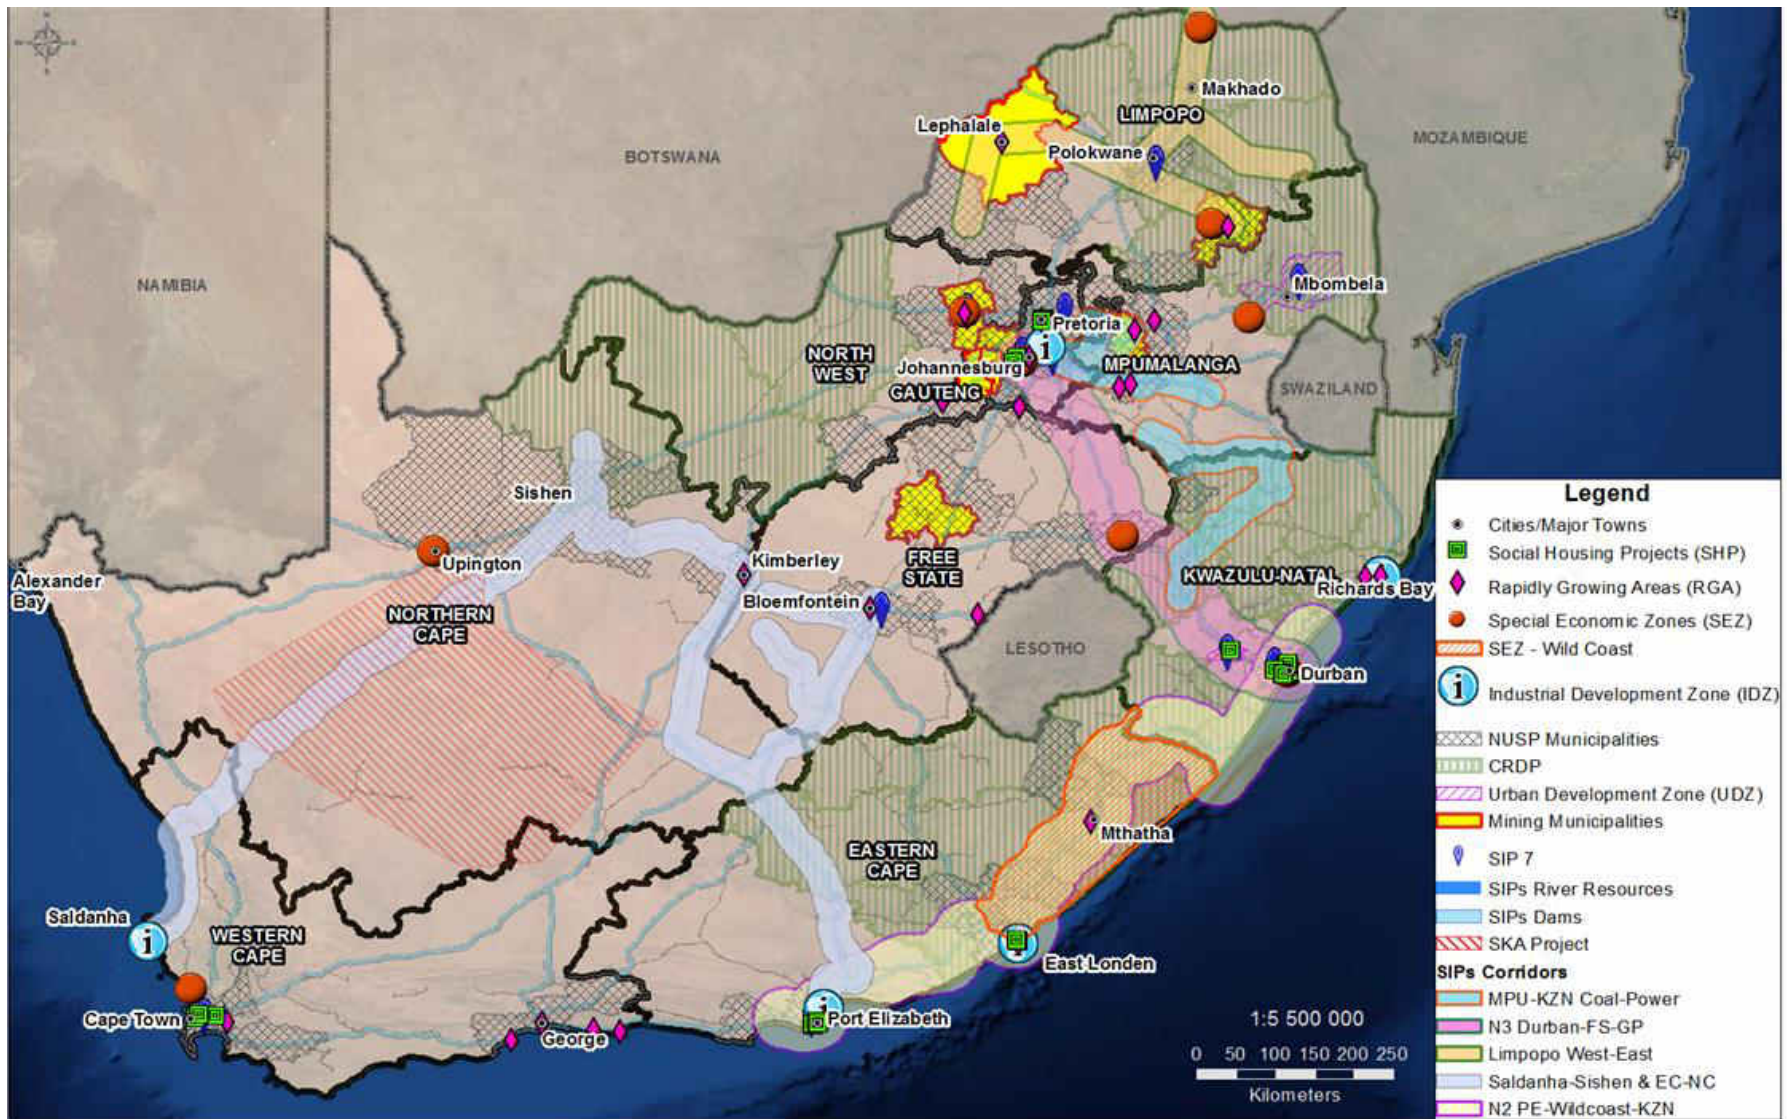 Makhado
LIMPOPO
MOZAMBIQUE
Lephalale
BOTSWANA
Polokwane
NAMIBIA
Mbombela
Pretoria
NORTH
WEST
Johannesburg
MPUMALANGA
GAUTENG
SWAZILAND
Sishen
Upington
Kimberley
FREE
STATE
Alexander
Bay
KWAZULU-NATAL
Richards Bay
Bloemfontein
NORTHERN
CAPE
LESOTHO
Durban
Mthatha
EASTERN
CAPE
Saldanha
i
WESTERN
CAPE
East Londen
Cape Town
George
Port Elizabeth
1:5 500 000
0 50 100 150 200 250
Kilometers
Legend
Cities/Major Towns
Social Housing Projects (SHP)
Rapidly Growing Areas (RGA)
Special Economic Zones (SEZ)
SEZ - Wild Coast
i Industrial Development Zone (IDZ)
NUSP Municipalities
CRDP
Urban Development Zone (UDZ)
Mining Municipalities
SIP 7
SIPs River Resources
SIPs Dams
SKA Project
SIPs Corridors
MPU-KZN Coal-Power
N3 Durban-FS-GP
Limpopo West-East
Saldanha-Sishen & EC-NC
N2 PE-Wildcoast-KZN